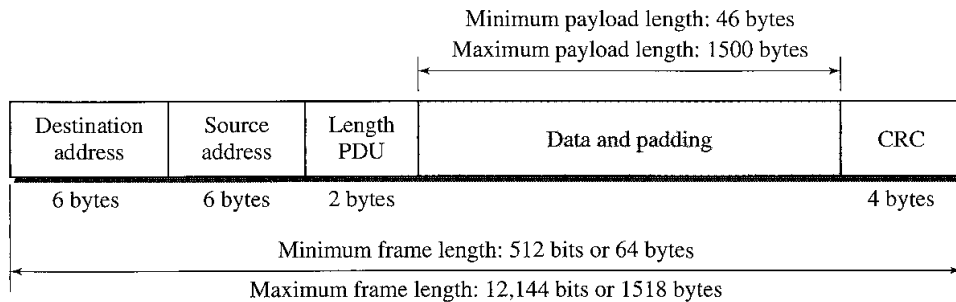 Minimum payload length: 46 bytes
Maximum payload length: 1500 bytes
Destination address
Source address
Length PDU
Data and padding
CRC
6 bytes
6 bytes
2 bytes
4 bytes
Minimum frame length: 512 bits or 64 bytes
Maximum frame length: 12,144 bits or 1518 bytes